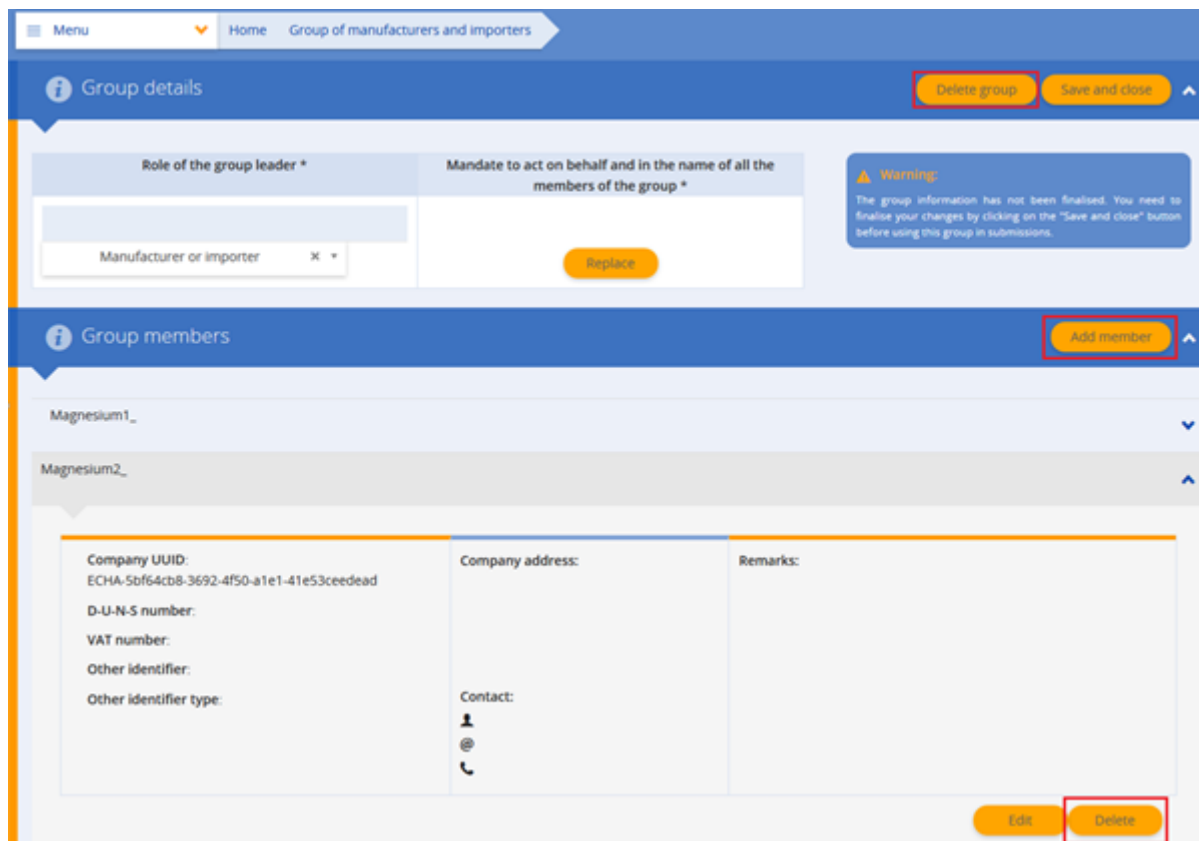 Menu
Home
Group of manufacturers and importers
Group details
Delete group
Save and close
Role of the group leader *
Mandate to act on behalf and in the name of all the
members of the group *
Manufacturer or importer
Replace
Warning:
The group information has not been finalised. You need to
finalise your changes by clicking on the "Save and close" button
before using this group in submissions.
Group members
Add member
Magnesium1_
Magnesium2_
Company UUID:
ECHA-5bf64cb8-3692-4f50-a1e1-41e53ceedead
D-U-N-S number:
VAT number:
Other identifier:
Other identifier type:
Company address:
Contact:
@
Remarks:
Edit
Delete